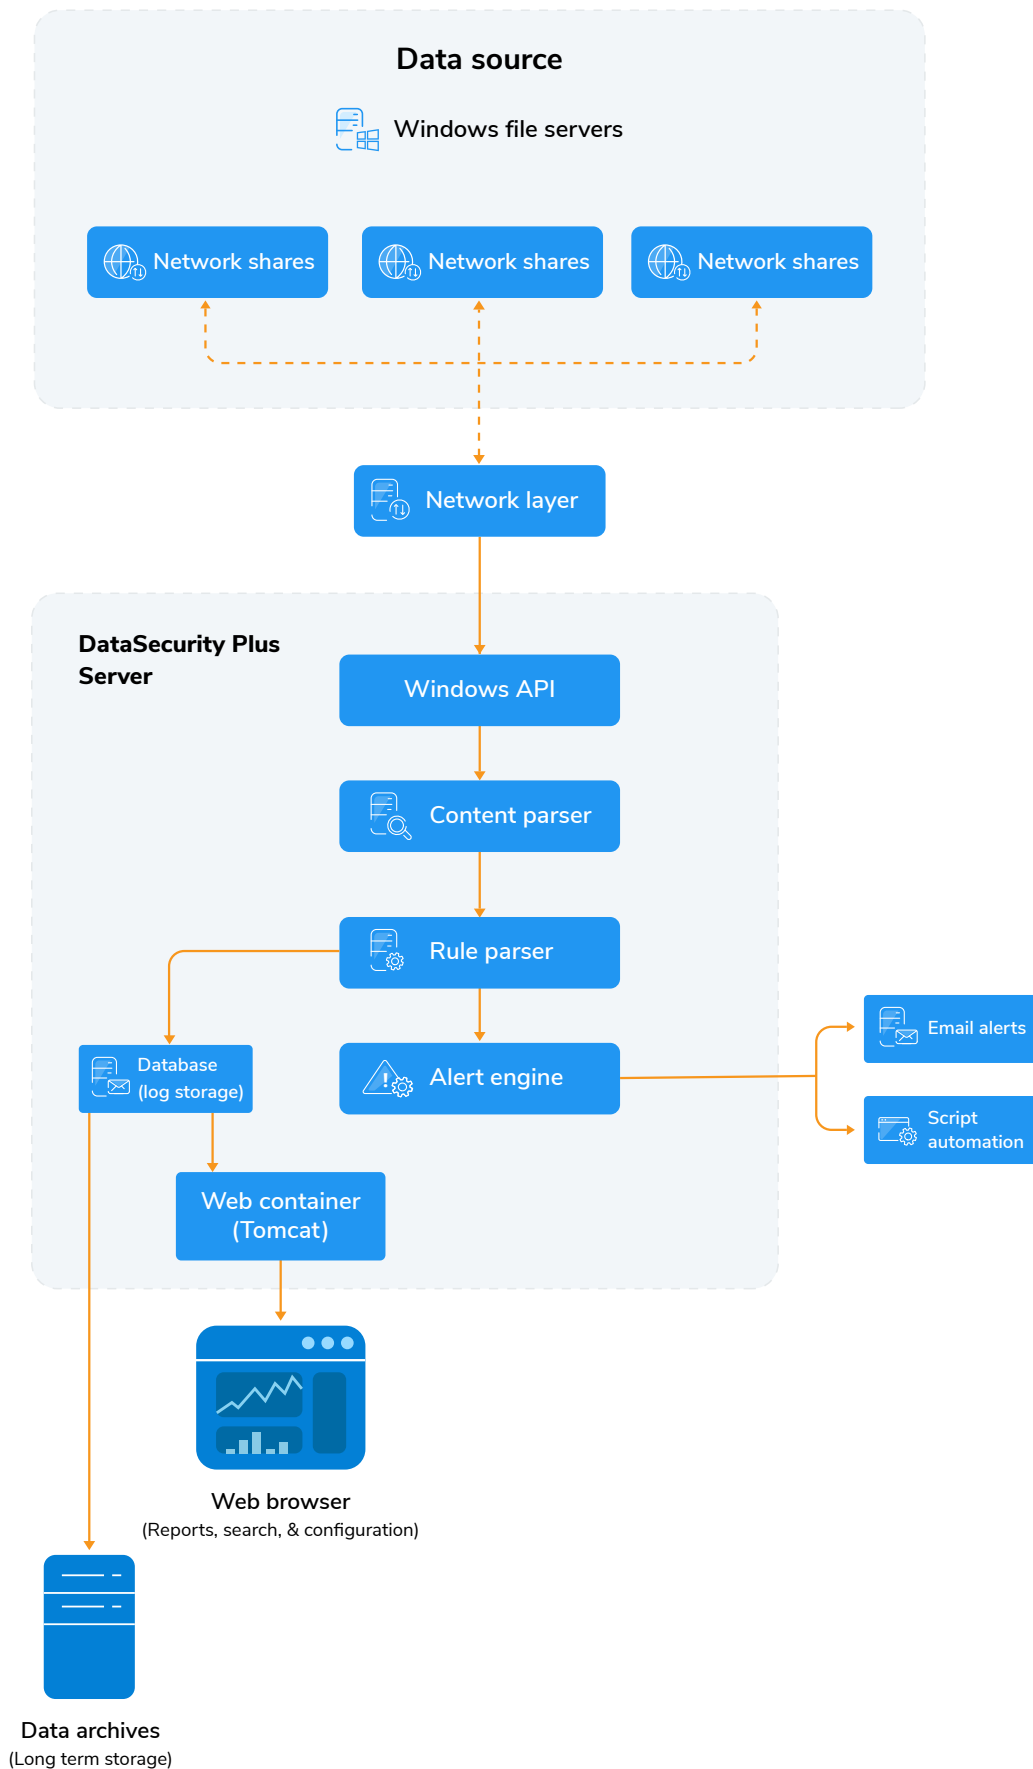 Data source
Windows file servers
Network shares
Network shares
Network shares
Network layer
DataSecurity Plus
Server
Windows API
Content parser
Rule parser
Email alerts
Database
(log storage)
Alert engine
Script
automation
Web container
(Tomcat)
Web browser
(Reports, search, & configuration)
Data archives
(Long term storage)